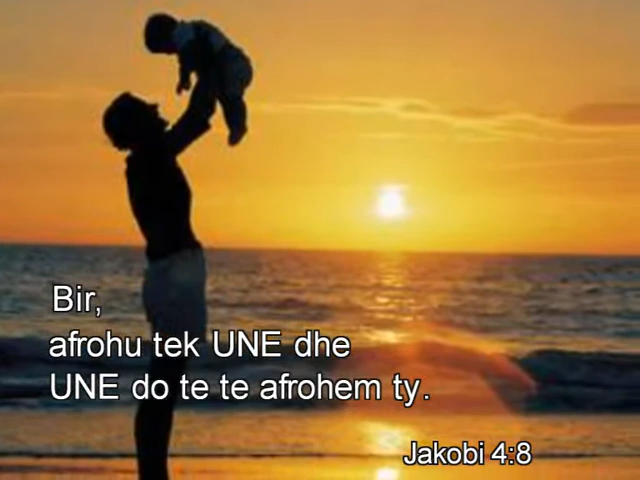 Bir,
afrohu tek UNE dhe
UNE do te te afrohem ty.
Jakobi 4:8